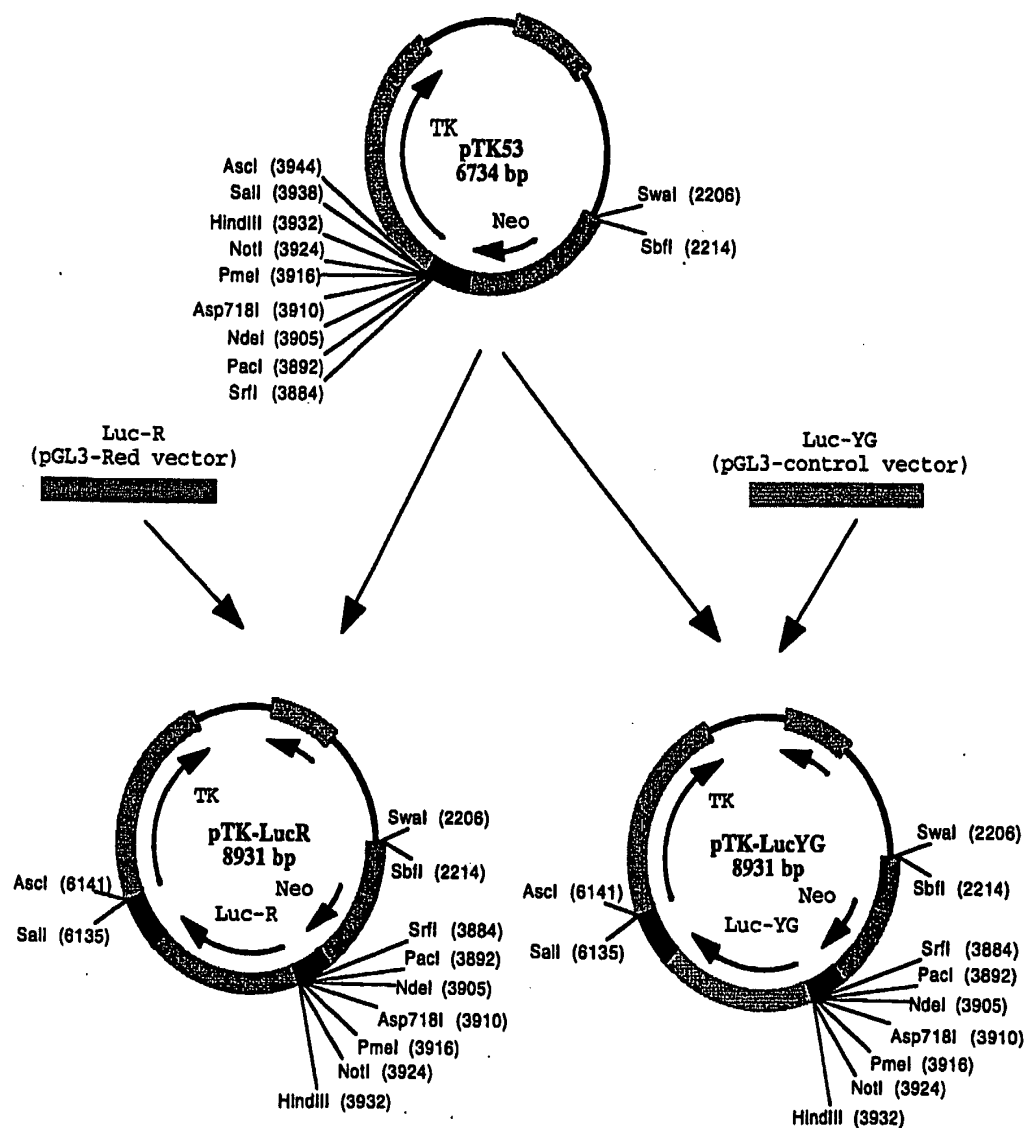 TK
pTK53
6734 bp
Neo
AscI (3944)
SalI (3938)
HindIII (3932)
NotI (3924)
PmeI (3916)
Asp718I (3910)
NdeI (3905)
PacI (3892)
SrfI (3884)
SwaI (2206)
SbfI (2214)
Luc-R
(pGL3-Red vector)
Luc-YG
(pGL3-control vector)
TK
pTK-LucR
8931 bp
Neo
Luc-R
AscI (6141)
SalI (6135)
SwaI (2206)
SbfI (2214)
SrfI (3884)
PacI (3892)
NdeI (3905)
Asp718I (3910)
PmeI (3916)
NotI (3924)
HindIII (3932)
TK
pTK-LucYG
8931 bp
Neo
Luc-YG
AscI (6141)
SalI (6135)
SwaI (2206)
SbfI (2214)
SrfI (3884)
PacI (3892)
NdeI (3905)
Asp718I (3910)
PmeI (3916)
NotI (3924)
HindIII (3932)